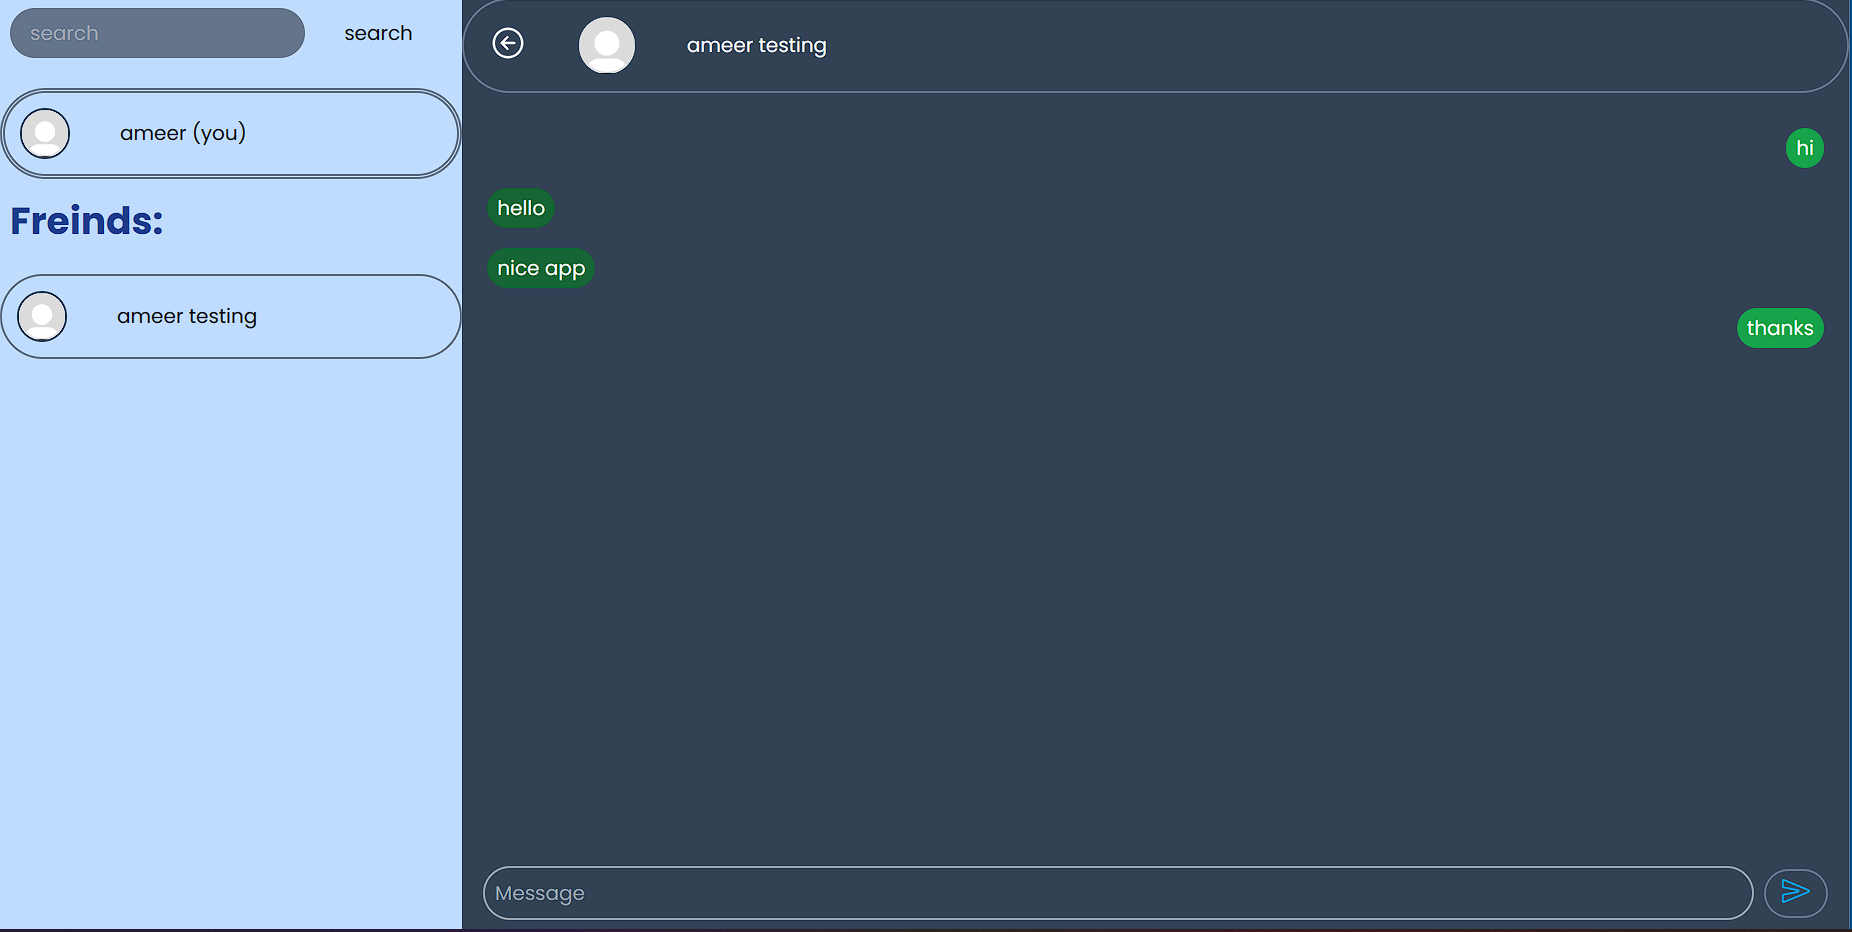 search
search
ameer (you)
Freinds:
ameer testing
ameer testing
hi
hello
nice app
thanks
Message